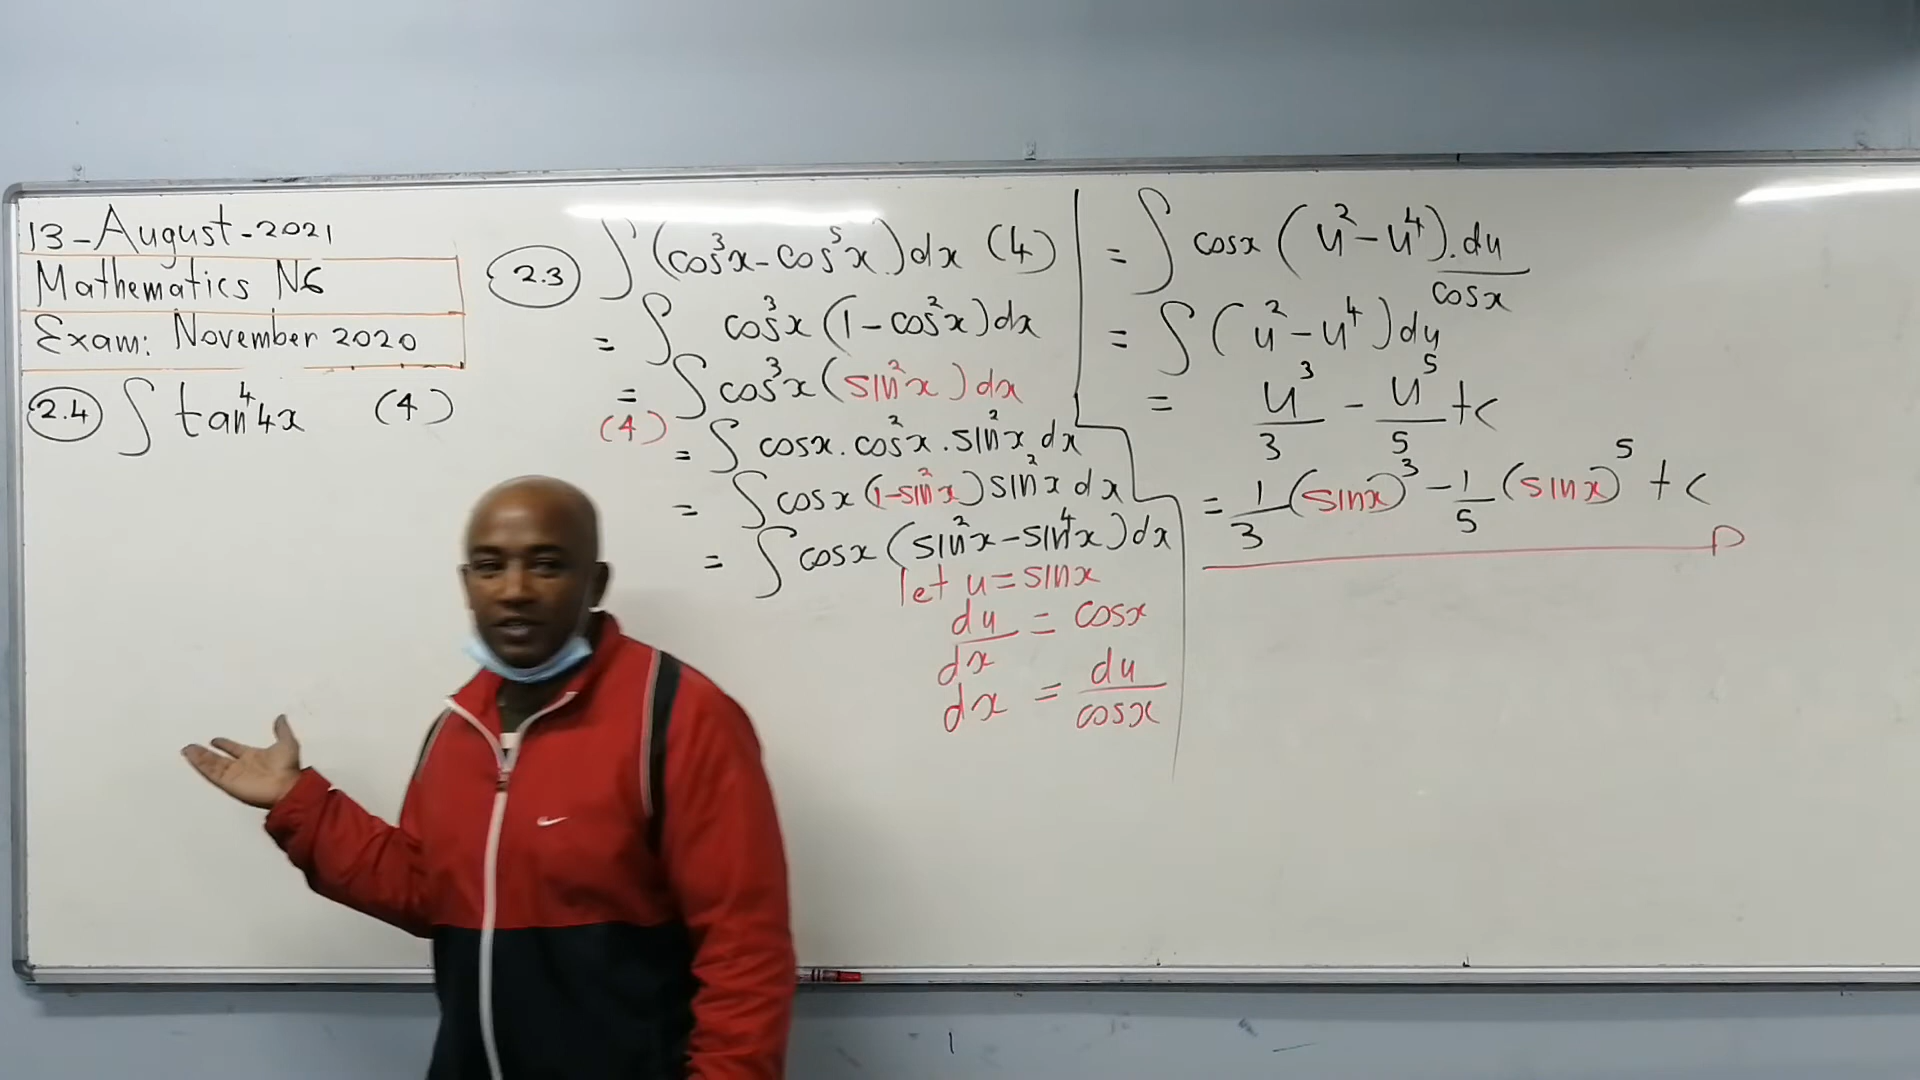 13-August-2021
Mathematics N6
Exam: November 2020
2.4 ∫ tan⁴4x (4)
2.3 ∫(cos³x - cos⁵x)dx (4)
= ∫ cos³x (1 - cos²x)dx
= ∫ cos³x (sin²x)dx
(4)
= ∫ cosx . cos²x . sin²x dx
= ∫ cosx (1-sin²x) sin²x dx
= ∫ cosx (sin²x - sin⁴x)dx
let u = sinx
du/dx = cosx
dx = du/cosx
= ∫ cosx (u² - u⁴) . du/cosx
= ∫ (u² - u⁴)du
= u³/3 - u⁵/5 + c
= 1/3 (sinx)³ - 1/5 (sinx)⁵ + c